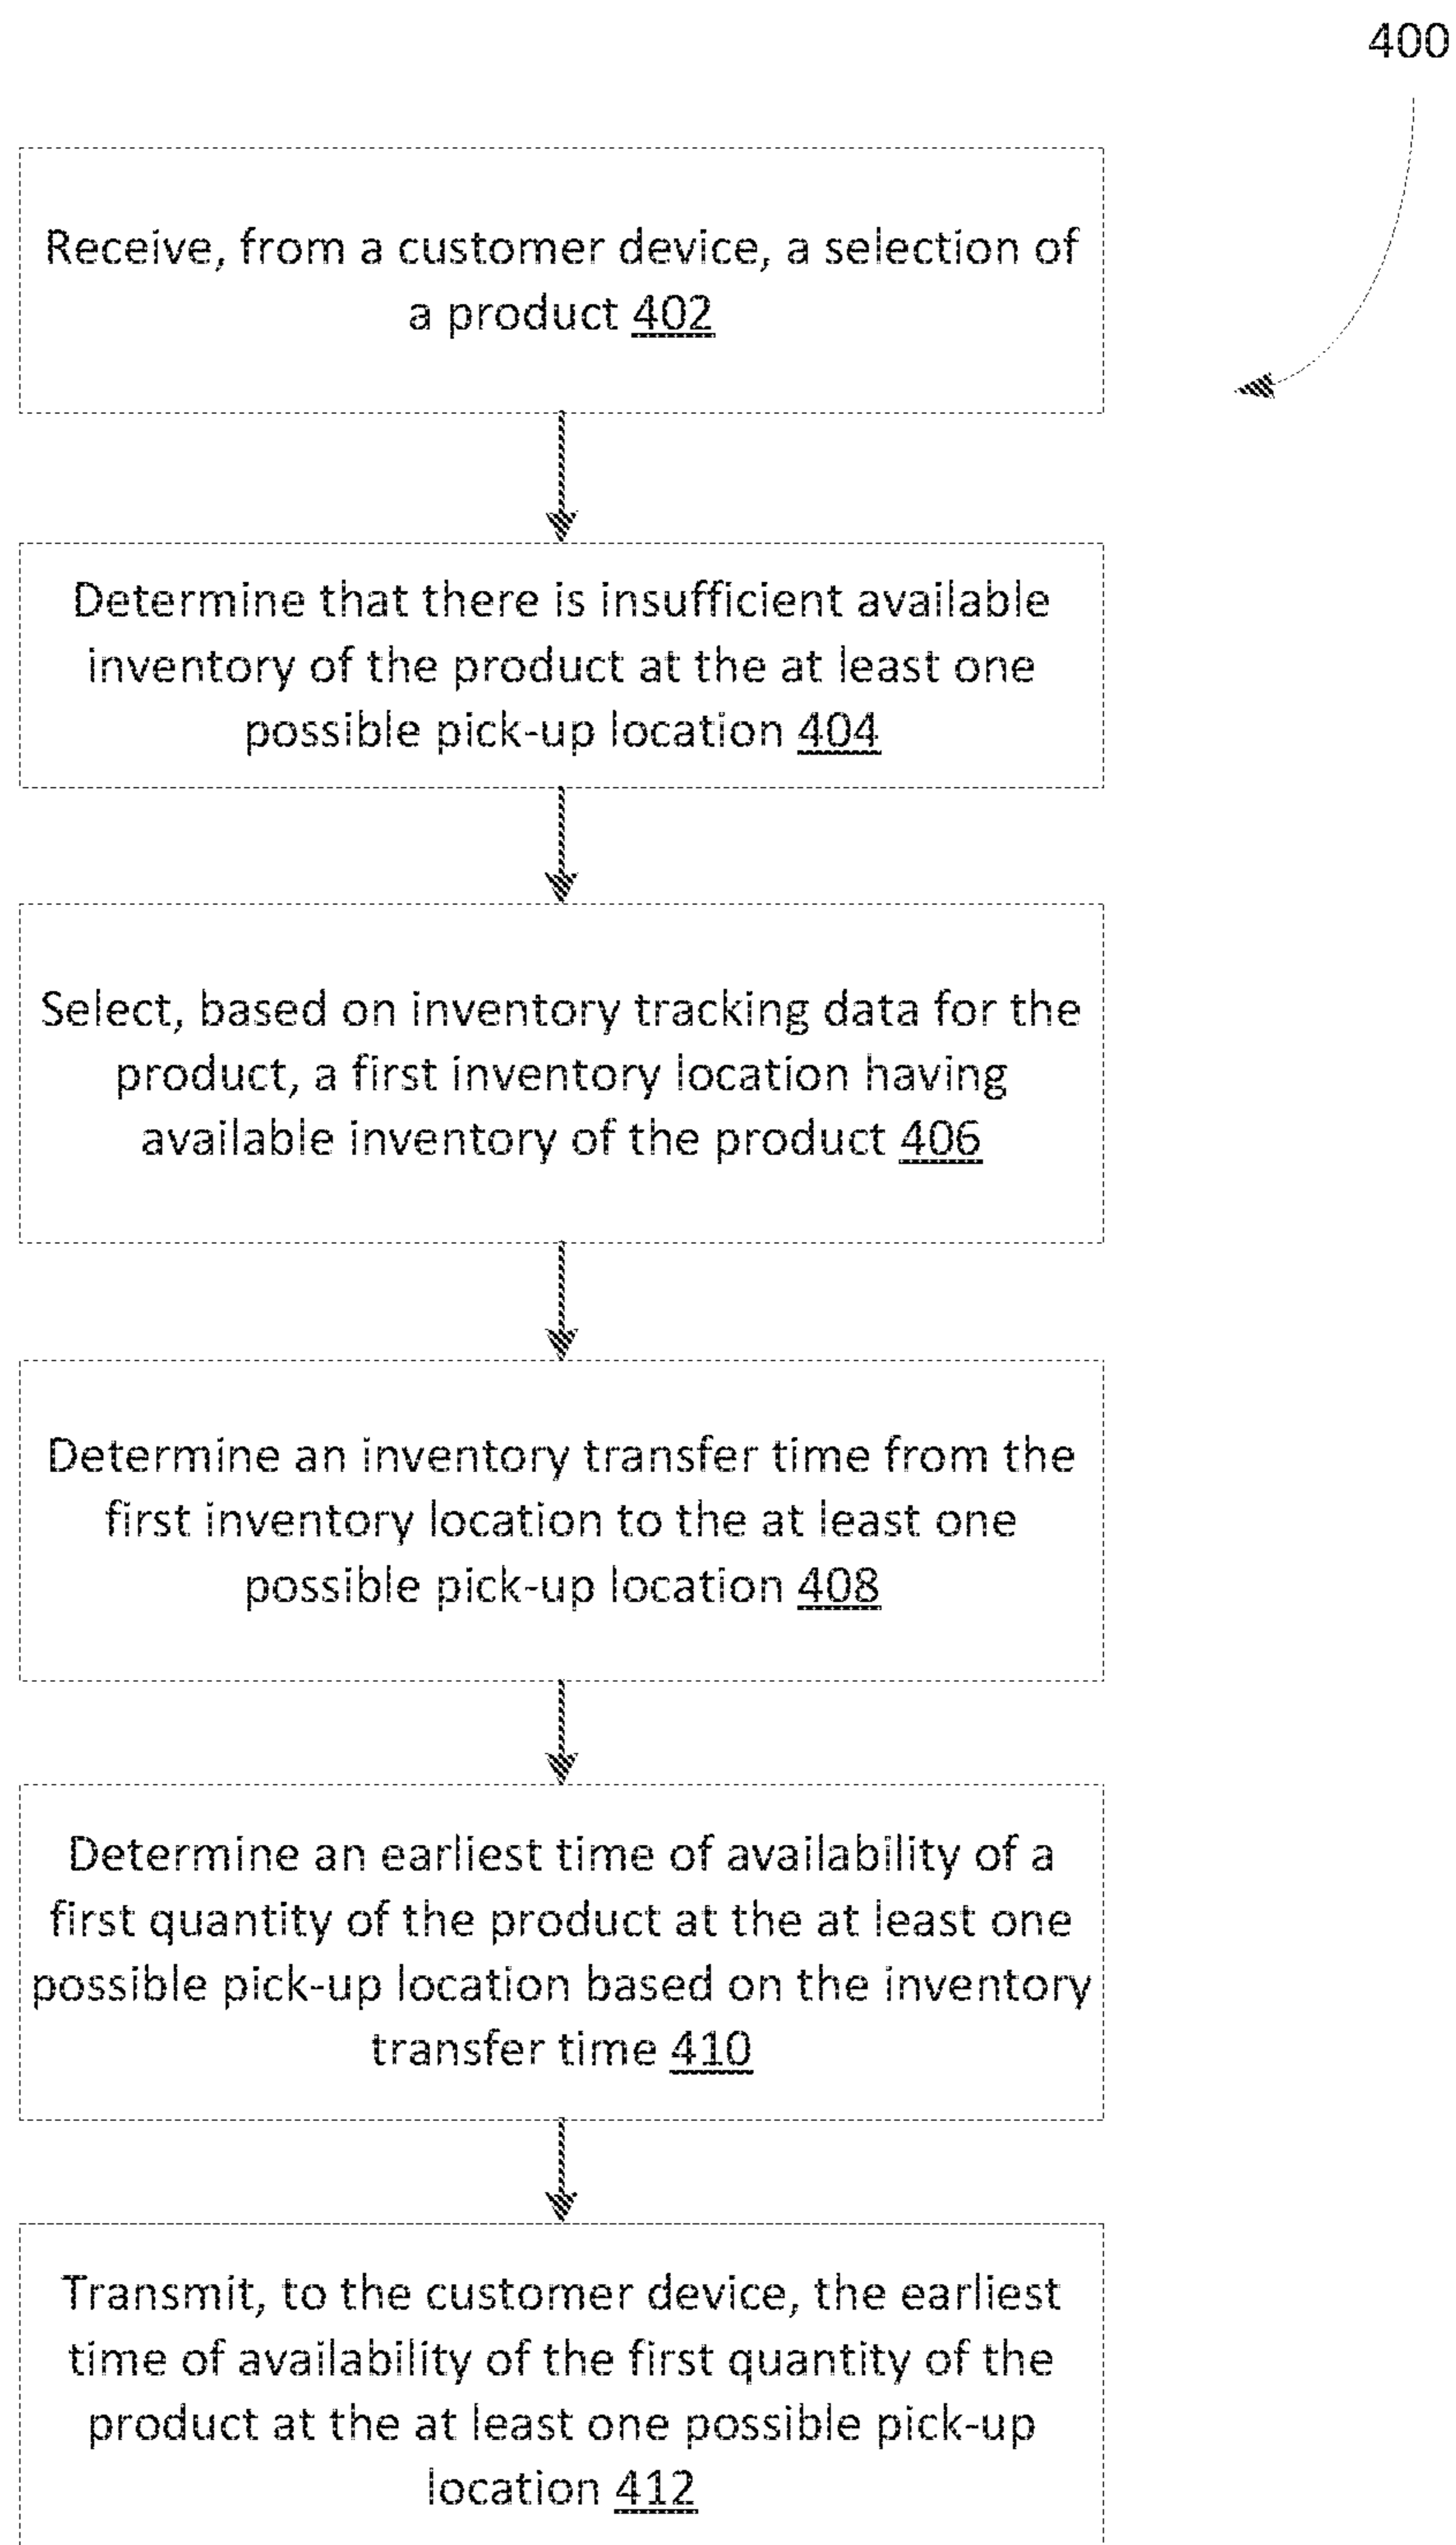 400
Receive, from a customer device, a selection of
a product 402
Determine that there is insufficient available
inventory of the product at the at least one
possible pick-up location 404
Select, based on inventory tracking data for the
product, a first inventory location having
available inventory of the product 406
Determine an inventory transfer time from the
first inventory location to the at least one
possible pick-up location 408
Determine an earliest time of availability of a
first quantity of the product at the at least one
possible pick-up location based on the inventory
transfer time 410
Transmit, to the customer device, the earliest
time of availability of the first quantity of the
product at the at least one possible pick-up
location 412